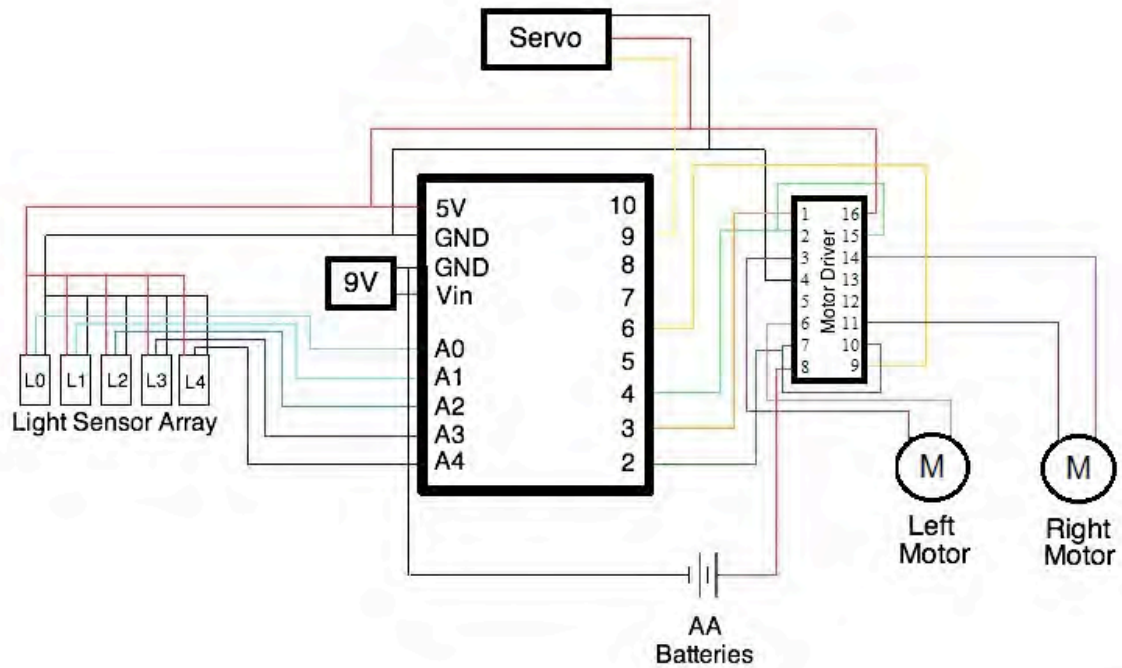 Servo
5V
GND
GND
Vin
A0
A1
A2
A3
A4
10
9
8
7
6
5
4
3
2
9V
L0
L1
L2
L3
L4
Light Sensor Array
Motor Driver
1
2
3
4
5
6
7
8
16
15
14
13
12
11
10
9
M
Left
Motor
M
Right
Motor
AA
Batteries